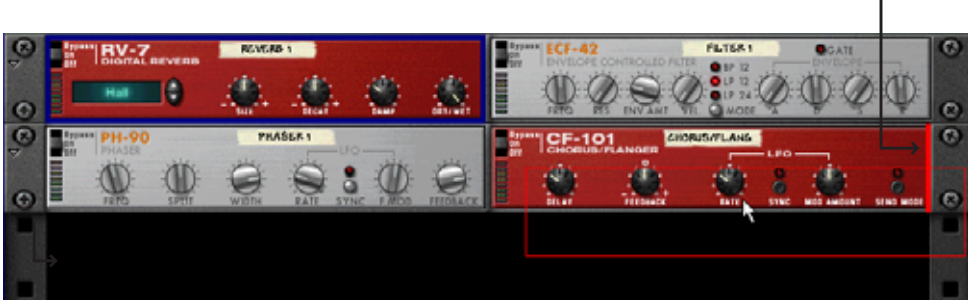 Bypass
On
Off
RV-7
DIGITAL REVERB
REVERB 1
Hall
SIZE
DECAY
DAMP
DRY/WET
Bypass
On
Off
ECF-42
ENVELOPE CONTROLLED FILTER
FILTER 1
GATE
ENVELOPE
BP 12
LP 12
LP 24
MODE
FREQ
RES
ENV AMT
VEL
A
D
S
R
Bypass
On
Off
PH-90
PHASER
PHASER 1
LFO
FREQ
SPLIT
WIDTH
RATE
SYNC
F.MOD
FEEDBACK
Bypass
On
Off
CF-101
CHORUS/FLANGER
CHORUS/FLANG
LFO
DELAY
FEEDBACK
RATE
SYNC
MOD AMOUNT
SEND MODE